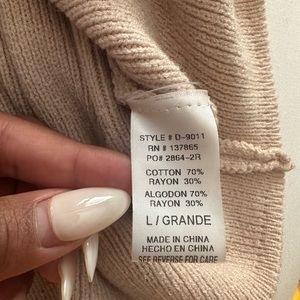 STYLE # D-9011
RN # 137865
PO# 2864-2R
COTTON 70%
RAYON 30%
ALGODON 70%
RAYON 30%
L / GRANDE
MADE IN CHINA
HECHO EN CHINA
SEE REVERSE FOR CARE